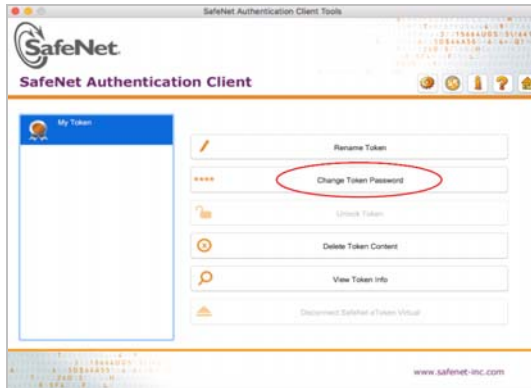 SafeNet Authentication Client Tools
SafeNet
SafeNet Authentication Client
My Token
Rename Token
Change Token Password
Unlock Token
Delete Token Content
View Token Info
Disconnect SafeNet eToken Virtual
www.safenet-inc.com